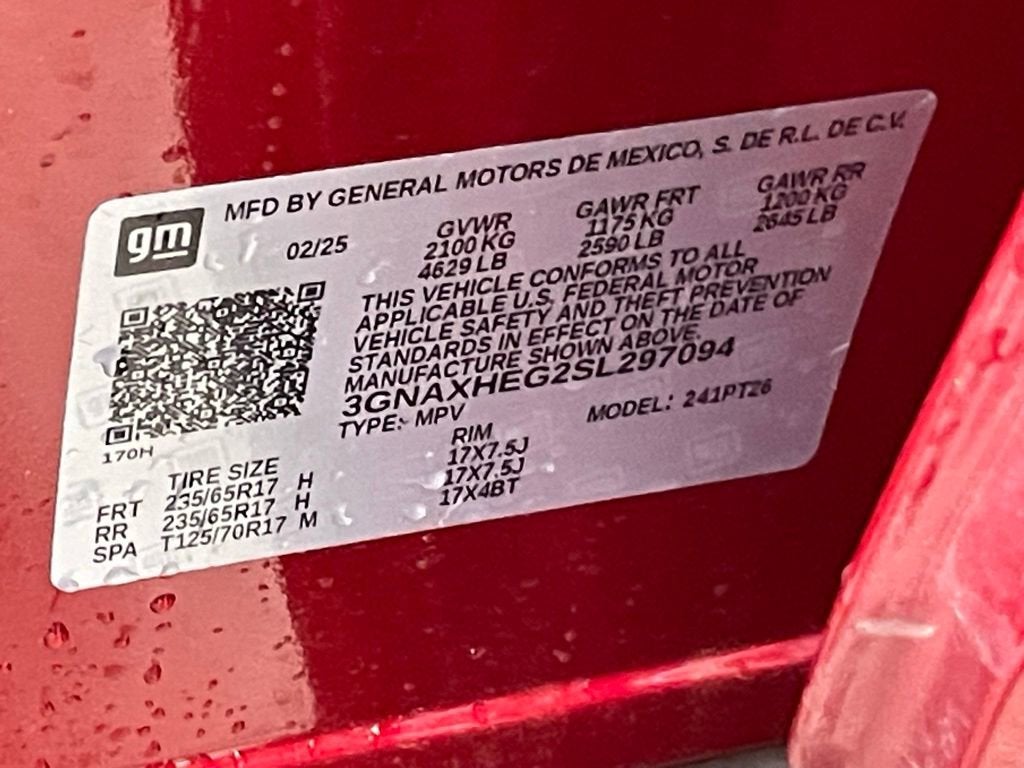 MFD BY GENERAL MOTORS DE MEXICO, S. DE R.L. DE C.V.
gm
02/25
GVWR GAWR FRT GAWR RR
2100 KG 1175 KG 1200 KG
4629 LB 2590 LB 2645 LB
THIS VEHICLE CONFORMS TO ALL
APPLICABLE U.S. FEDERAL MOTOR
VEHICLE SAFETY AND THEFT PREVENTION
STANDARDS IN EFFECT ON THE DATE OF
MANUFACTURE SHOWN ABOVE.
3GNAXHEG2SL297094
TYPE: MPV MODEL: 241PT26
170H
TIRE SIZE RIM
FRT 235/65R17 H 17X7.5J
RR 235/65R17 H 17X7.5J
SPA T125/70R17 M 17X4BT